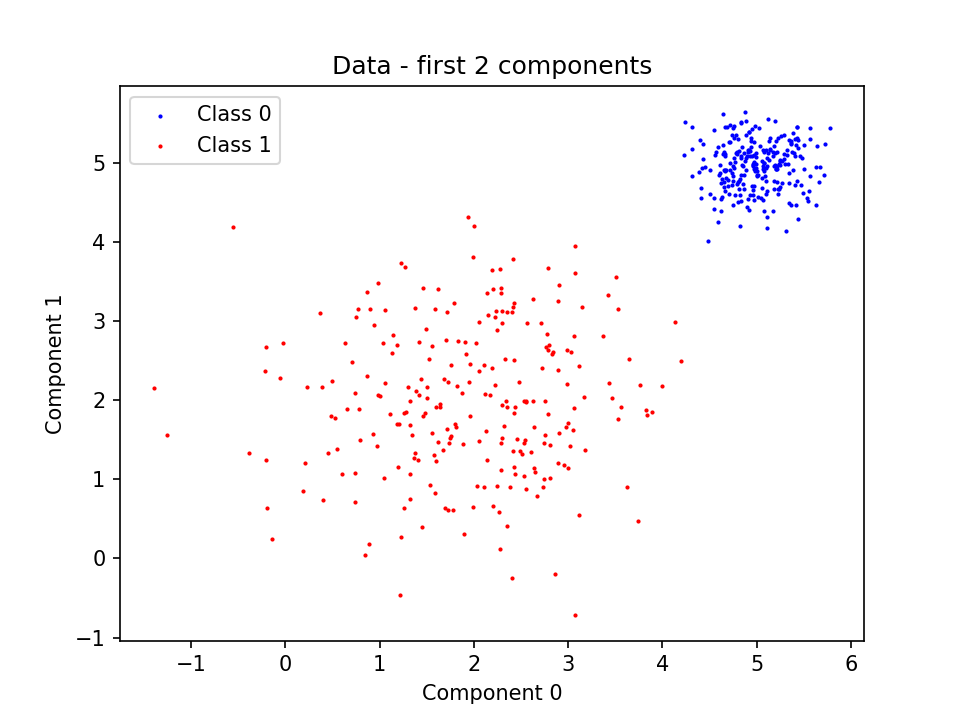 Data - first 2 components
Class 0
Class 1
5
4
3
2
1
0
−1
Component 1
−1 0 1 2 3 4 5 6
Component 0